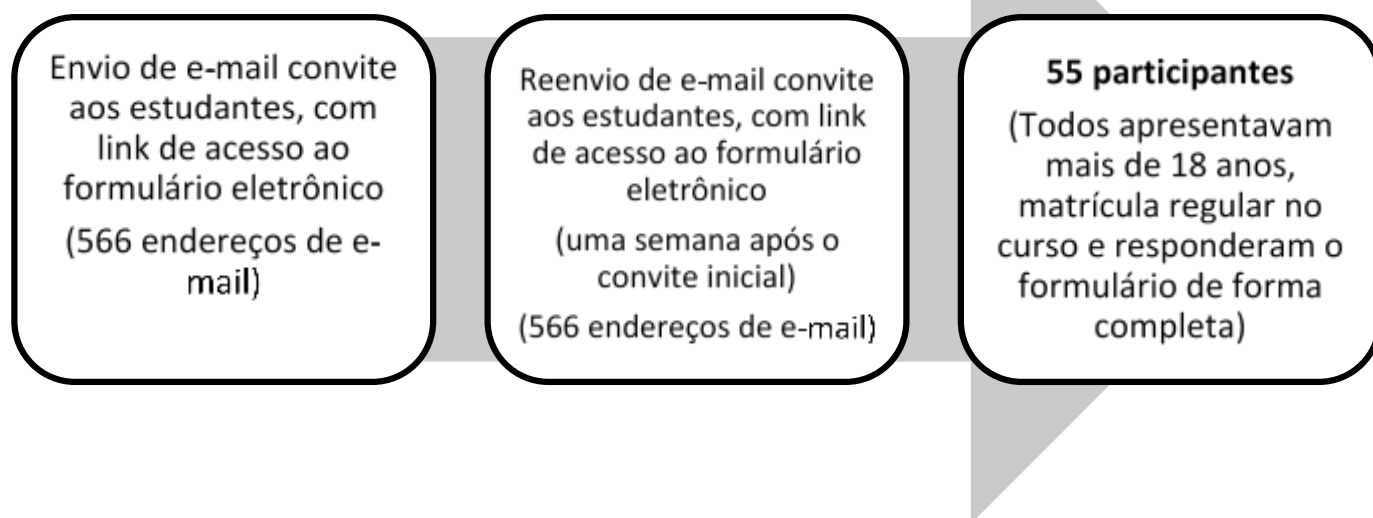 Envio de e-mail convite
aos estudantes, com
link de acesso ao
formulário eletrônico
(566 endereços de e-
mail)
Reenvio de e-mail convite
aos estudantes, com link
de acesso ao formulário
eletrônico
(uma semana após o
convite inicial)
(566 endereços de e-mail)
55 participantes
(Todos apresentavam
mais de 18 anos,
matrícula regular no
curso e responderam o
formulário de forma
completa)